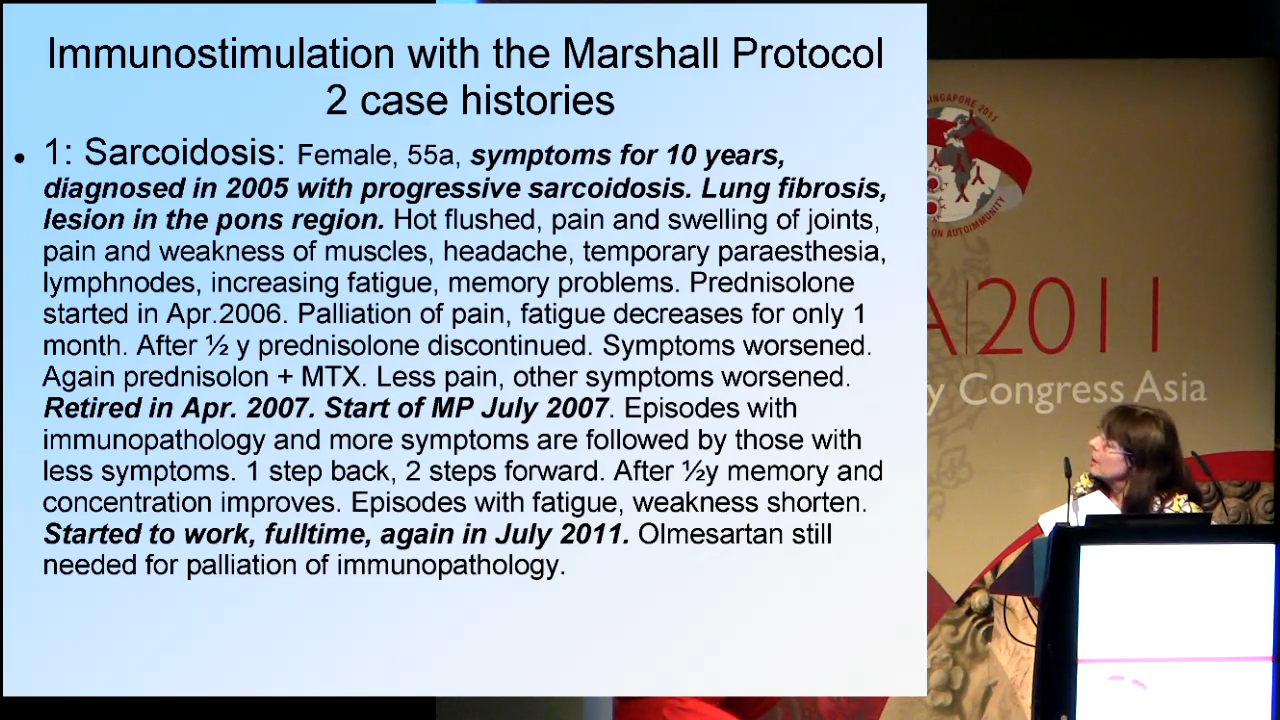 Immunostimulation with the Marshall Protocol
2 case histories
• 1: Sarcoidosis: Female, 55a, symptoms for 10 years,
diagnosed in 2005 with progressive sarcoidosis. Lung fibrosis,
lesion in the pons region. Hot flushed, pain and swelling of joints,
pain and weakness of muscles, headache, temporary paraesthesia,
lymphnodes, increasing fatigue, memory problems. Prednisolone
started in Apr.2006. Palliation of pain, fatigue decreases for only 1
month. After ½ y prednisolone discontinued. Symptoms worsened.
Again prednisolon + MTX. Less pain, other symptoms worsened.
Retired in Apr. 2007. Start of MP July 2007. Episodes with
immunopathology and more symptoms are followed by those with
less symptoms. 1 step back, 2 steps forward. After ½y memory and
concentration improves. Episodes with fatigue, weakness shorten.
Started to work, fulltime, again in July 2011. Olmesartan still
needed for palliation of immunopathology.
SINGAPORE 2011
ON AUTOIMMUNITY
A|2011
y Congress Asia